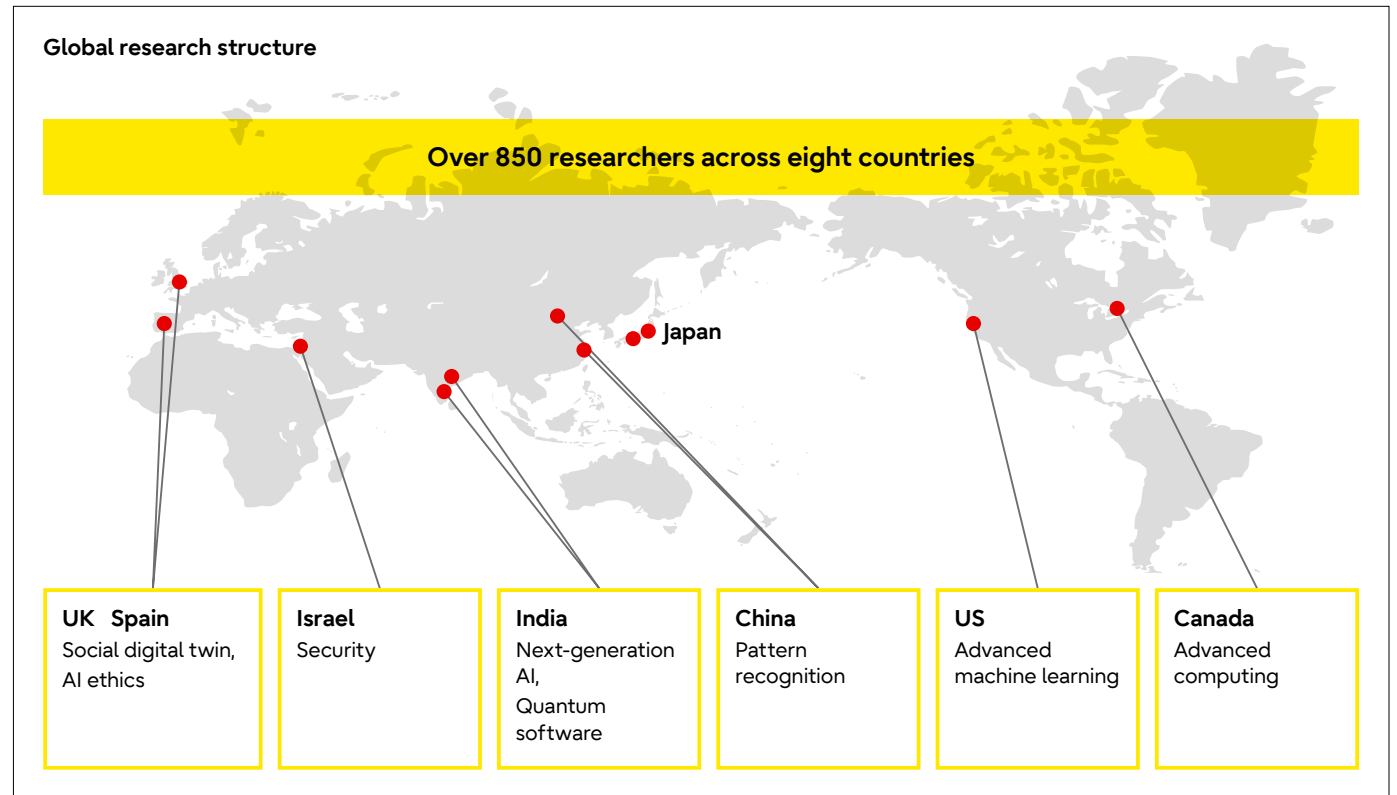 Global research structure
Over 850 researchers across eight countries
Japan
UK Spain
Social digital twin,
AI ethics
Israel
Security
India
Next-generation
AI,
Quantum
software
China
Pattern
recognition
US
Advanced
machine learning
Canada
Advanced
computing